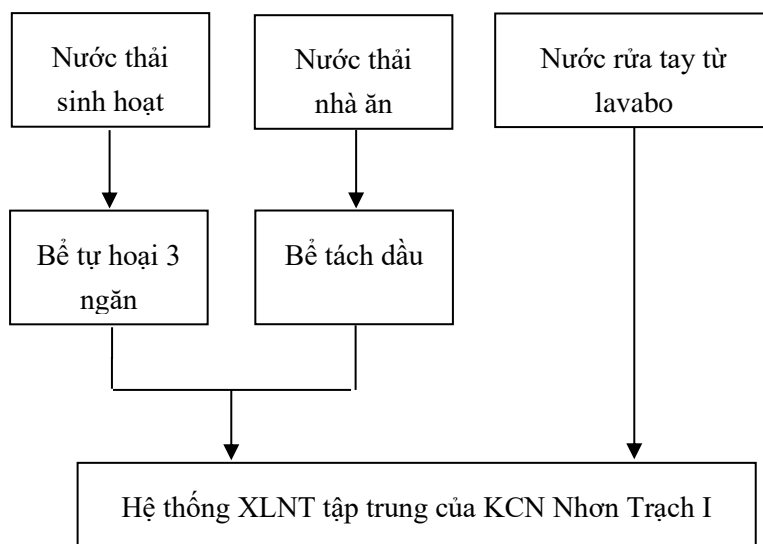 Nước thải
sinh hoạt
Nước thải
nhà ăn
Nước rửa tay từ
lavabo
Bể tự hoại 3
ngăn
Bể tách dầu
Hệ thống XLNT tập trung của KCN Nhơn Trạch I